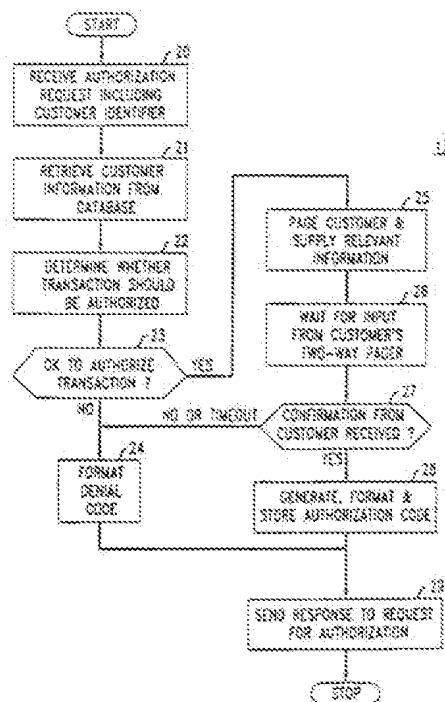 START
20
RECEIVE AUTHORIZATION
REQUEST INCLUDING
CUSTOMER IDENTIFIER
21
RETRIEVE CUSTOMER
INFORMATION FROM
DATABASE
22
DETERMINE WHETHER
TRANSACTION SHOULD
BE AUTHORIZED
23
OK TO AUTHORIZE
TRANSACTION ?
YES
NO
24
FORMAT
DENIAL
CODE
25
PAGE CUSTOMER &
SUPPLY RELEVANT
INFORMATION
26
WAIT FOR INPUT
FROM CUSTOMER'S
TWO-WAY PAGER
27
NO OR TIMEOUT
CONFIRMATION FROM
CUSTOMER RECEIVED ?
YES
28
GENERATE, FORMAT &
STORE AUTHORIZATION CODE
29
SEND RESPONSE TO REQUEST
FOR AUTHORIZATION
STOP